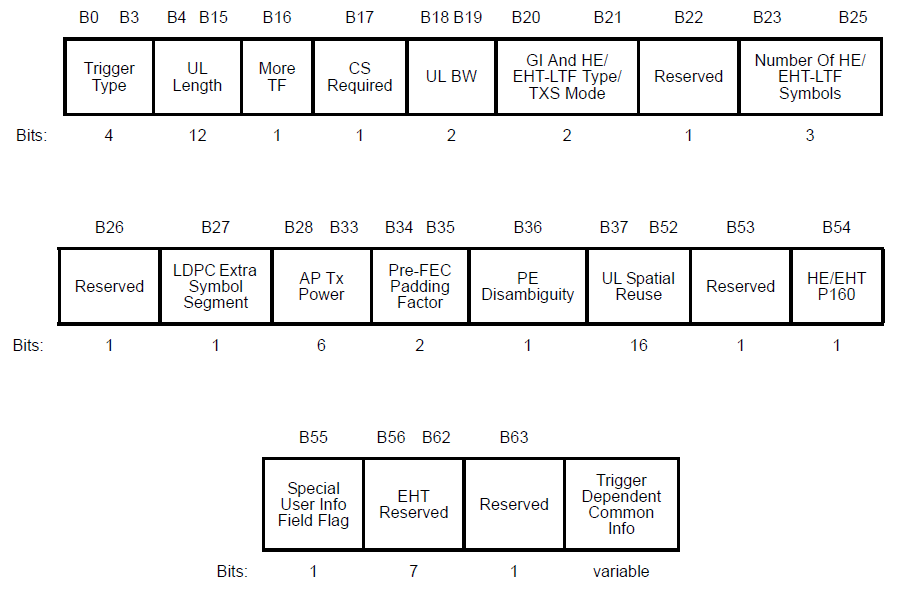 B0 B3 B4 B15 B16 B17 B18 B19 B20 B21 B22 B23 B25
Trigger Type
UL Length
More TF
CS Required
UL BW
GI And HE/ EHT-LTF Type/ TXS Mode
Reserved
Number Of HE/ EHT-LTF Symbols
Bits: 4 12 1 1 2 2 1 3
B26 B27 B28 B33 B34 B35 B36 B37 B52 B53 B54
Reserved
LDPC Extra Symbol Segment
AP Tx Power
Pre-FEC Padding Factor
PE Disambiguity
UL Spatial Reuse
Reserved
HE/EHT P160
Bits: 1 1 6 2 1 16 1 1
B55 B56 B62 B63
Special User Info Field Flag
EHT Reserved
Reserved
Trigger Dependent Common Info
Bits: 1 7 1 variable